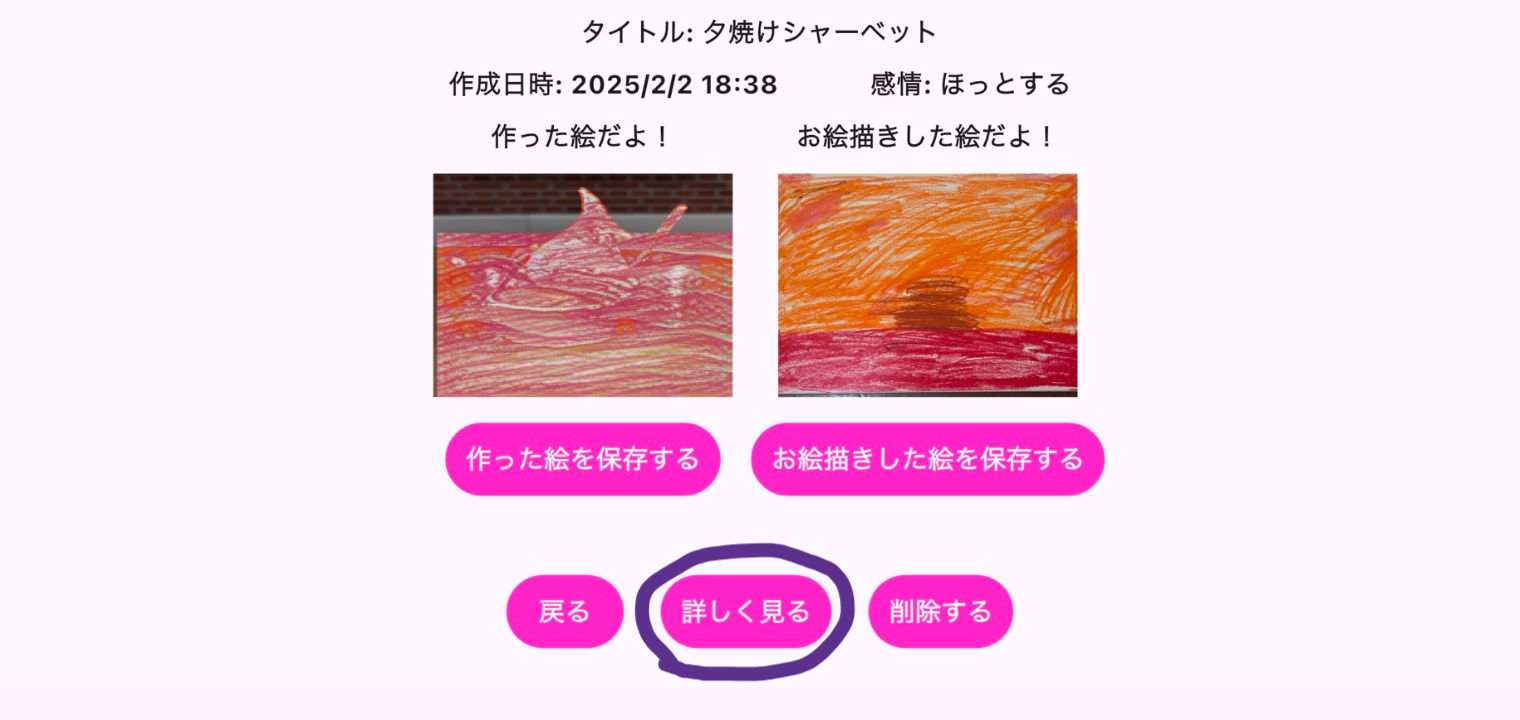 タイトル: 夕焼けシャーベット
作成日時: 2025/2/2 18:38 感情: ほっとする
作った絵だよ！ お絵描きした絵だよ！
作った絵を保存する お絵描きした絵を保存する
戻る 詳しく見る 削除する